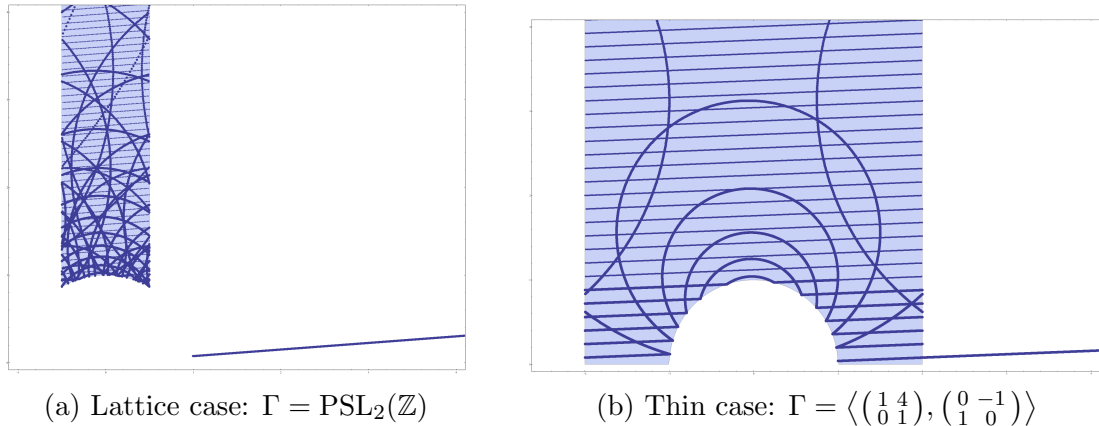 (a) Lattice case: Γ = PSL₂(ℤ)
(b) Thin case: Γ = ⟨(1 4 0 1), (0 −1 1 0)⟩